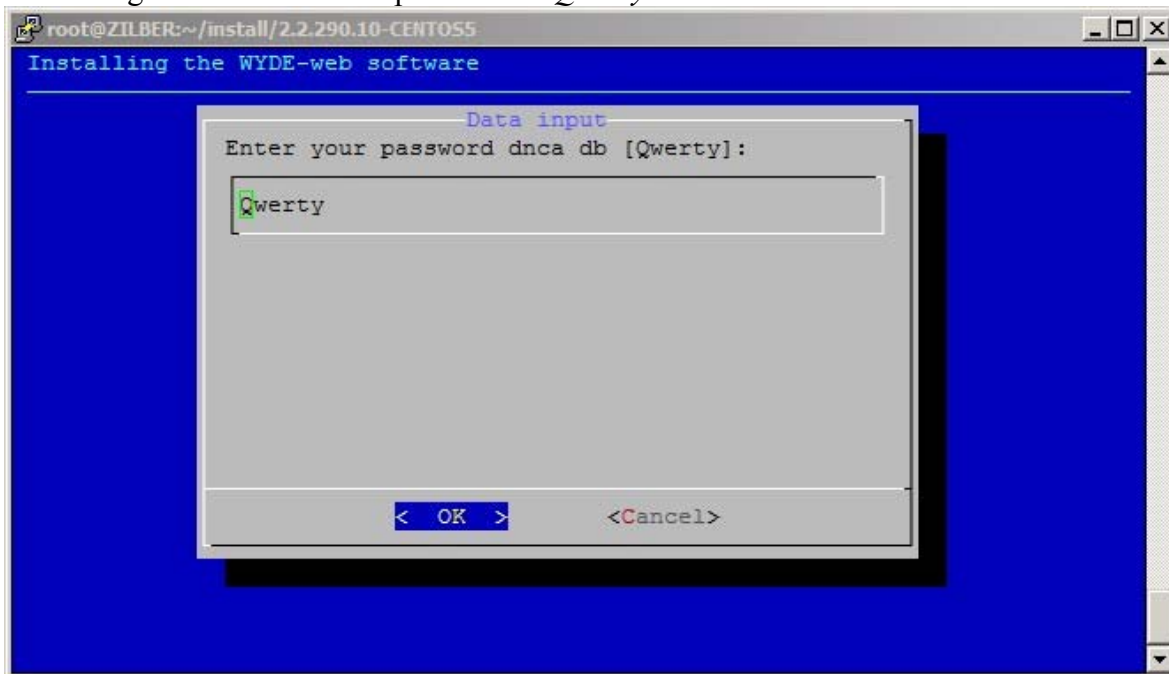 root@ZILBER:~/install/2.2.290.10-CENTOS5
Installing the WYDE-web software
Data input
Enter your password dnca db [Qwerty]:
Qwerty
< OK > <Cancel>